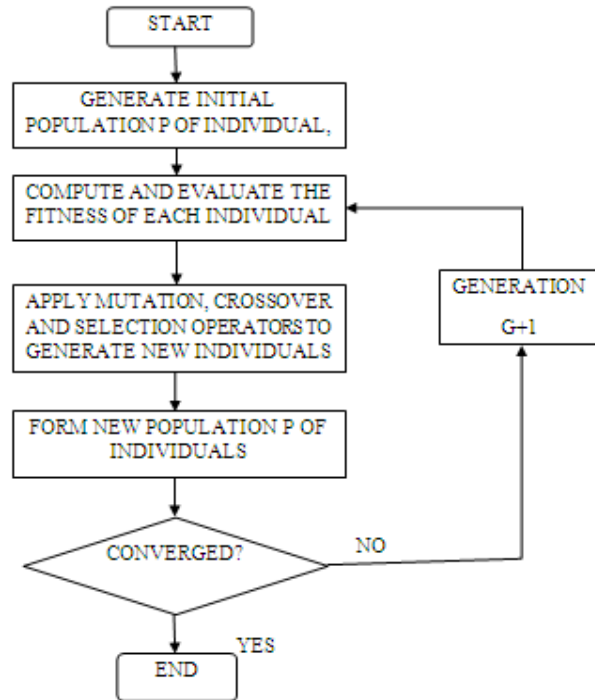 START
GENERATE INITIAL
POPULATION P OF INDIVIDUAL,
COMPUTE AND EVALUATE THE
FITNESS OF EACH INDIVIDUAL
APPLY MUTATION, CROSSOVER
AND SELECTION OPERATORS TO
GENERATE NEW INDIVIDUALS
FORM NEW POPULATION P OF
INDIVIDUALS
CONVERGED?
NO
GENERATION
G+1
YES
END